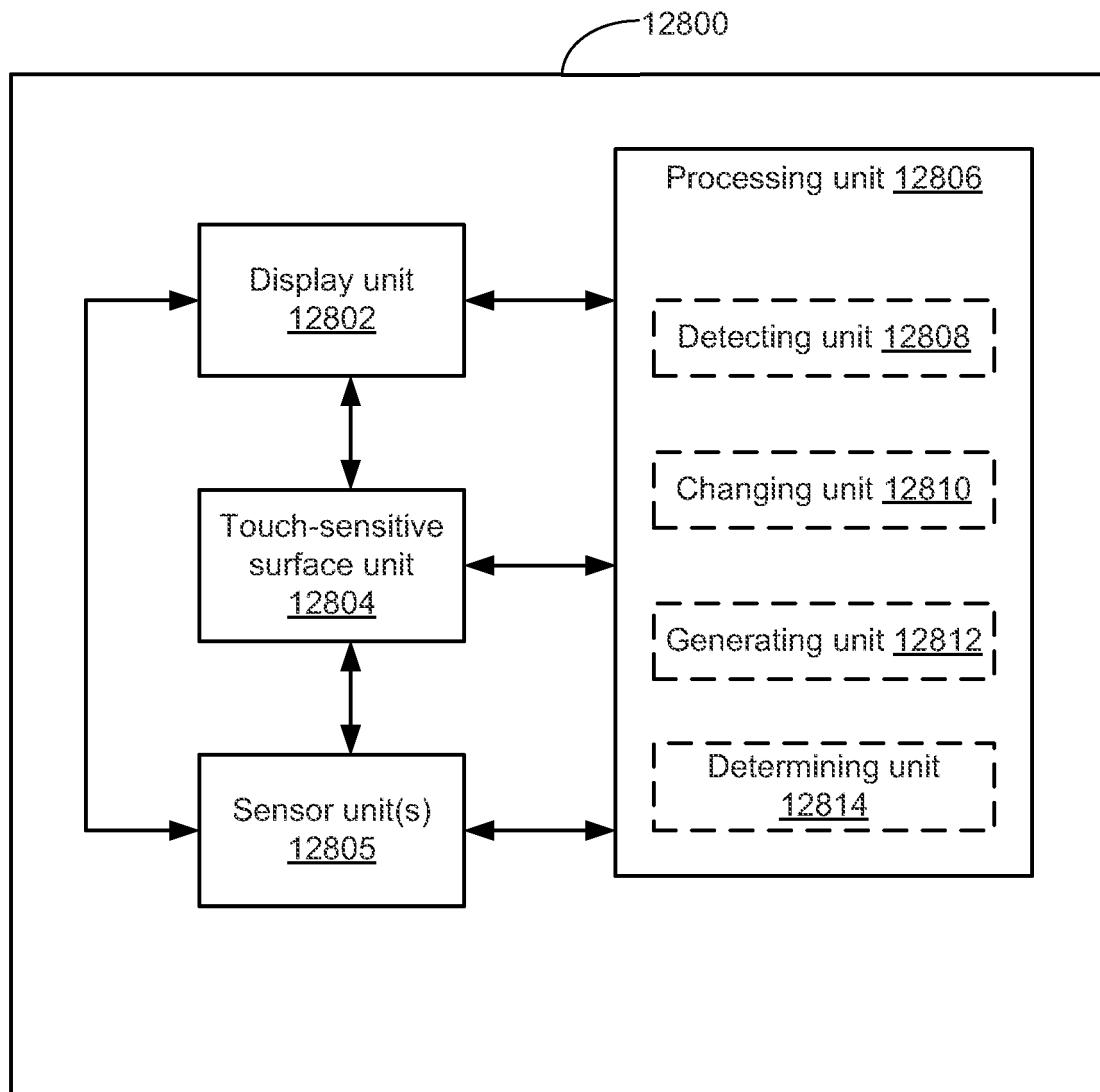 12800
Processing unit 12806
Display unit
12802
Detecting unit 12808
Changing unit 12810
Touch-sensitive
surface unit
12804
Generating unit 12812
Determining unit
12814
Sensor unit(s)
12805